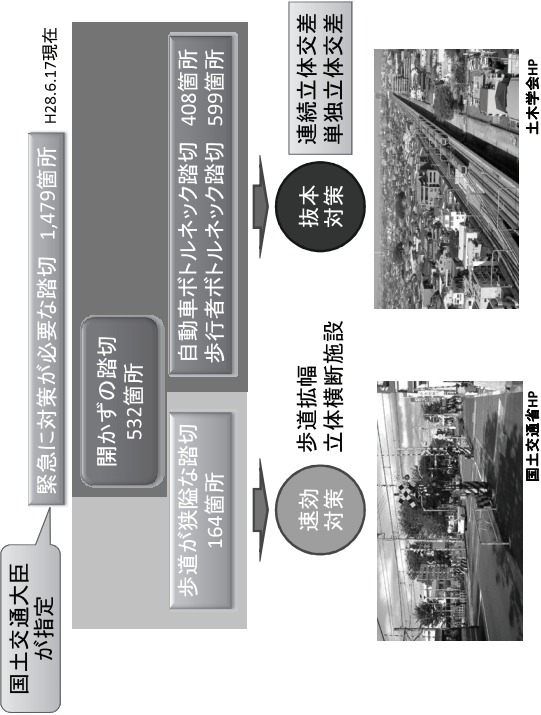 国土交通大臣
が指定
緊急に対策が必要な踏切　1,479箇所
H28.6.17現在
開かずの踏切
532箇所
歩道が狭隘な踏切
164箇所
自動車ボトルネック踏切　408箇所
歩行者ボトルネック踏切　599箇所
速効
対策
歩道拡幅
立体横断施設
抜本
対策
連続立体交差
単独立体交差
国土交通省HP
土木学会HP